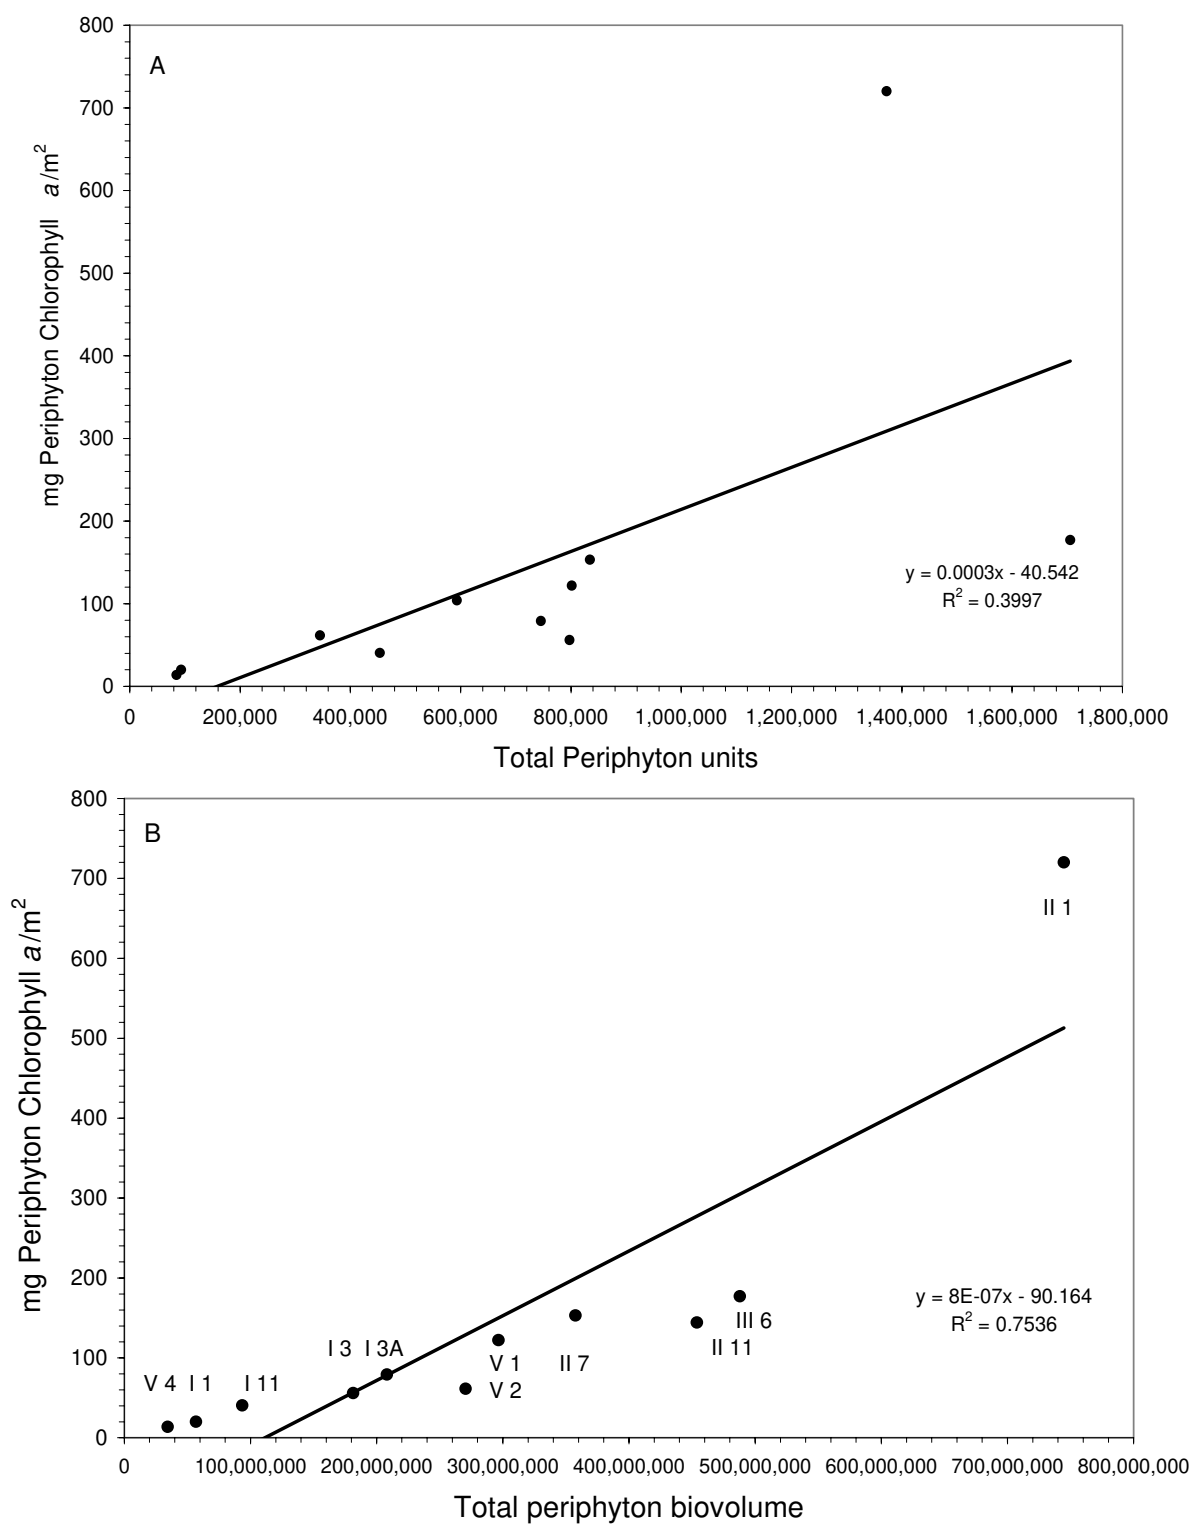 800
A
700
600
500
400
300
200
100
0
mg Periphyton Chlorophyll a/m²
y = 0.0003x - 40.542
R² = 0.3997
0 200,000 400,000 600,000 800,000 1,000,000 1,200,000 1,400,000 1,600,000 1,800,000
Total Periphyton units
800
B
700
600
500
400
300
200
100
0
mg Periphyton Chlorophyll a/m²
II 1
y = 8E-07x - 90.164
R² = 0.7536
III 6
II 11
I 3 I 3A
V 1
II 7
V 4 I 1 I 11
V 2
0 100,000,000 200,000,000 300,000,000 400,000,000 500,000,000 600,000,000 700,000,000 800,000,000
Total periphyton biovolume